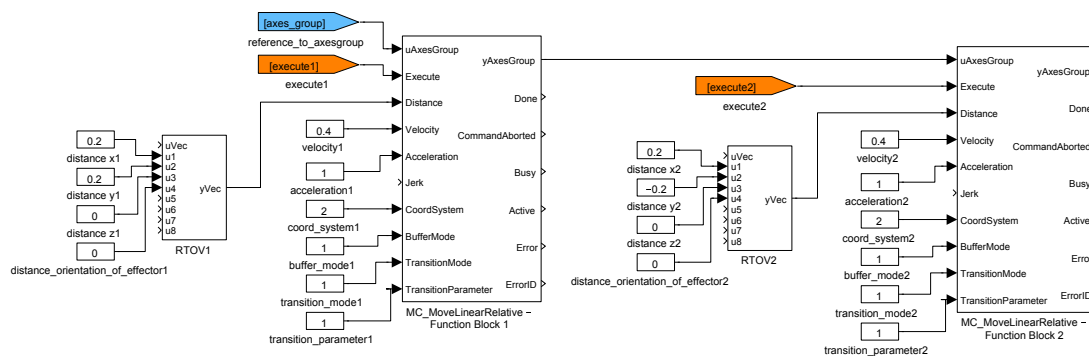 [axes_group]
reference_to_axesgroup
[execute1]
execute1
0.2
distance x1
0.2
distance y1
0
distance z1
0
distance_orientation_of_effector1
uVec
u1
u2
u3
u4
u5
u6
u7
u8
yVec
RTOV1
0.4
velocity1
1
acceleration1
2
coord_system1
1
buffer_mode1
1
transition_mode1
1
transition_parameter1
uAxesGroup
Execute
Distance
Velocity
Acceleration
Jerk
CoordSystem
BufferMode
TransitionMode
TransitionParameter
yAxesGroup
Done
CommandAborted
Busy
Active
Error
ErrorID
MC_MoveLinearRelative −
Function Block 1
[execute2]
execute2
0.2
distance x2
−0.2
distance y2
0
distance z2
0
distance_orientation_of_effector2
uVec
u1
u2
u3
u4
u5
u6
u7
u8
yVec
RTOV2
0.4
velocity2
1
acceleration2
2
coord_system2
1
buffer_mode2
1
transition_mode2
1
transition_parameter2
uAxesGroup
Execute
Distance
Velocity
Acceleration
Jerk
CoordSystem
BufferMode
TransitionMode
TransitionParameter
yAxesGroup
Done
CommandAborted
Busy
Active
Error
ErrorID
MC_MoveLinearRelative −
Function Block 2